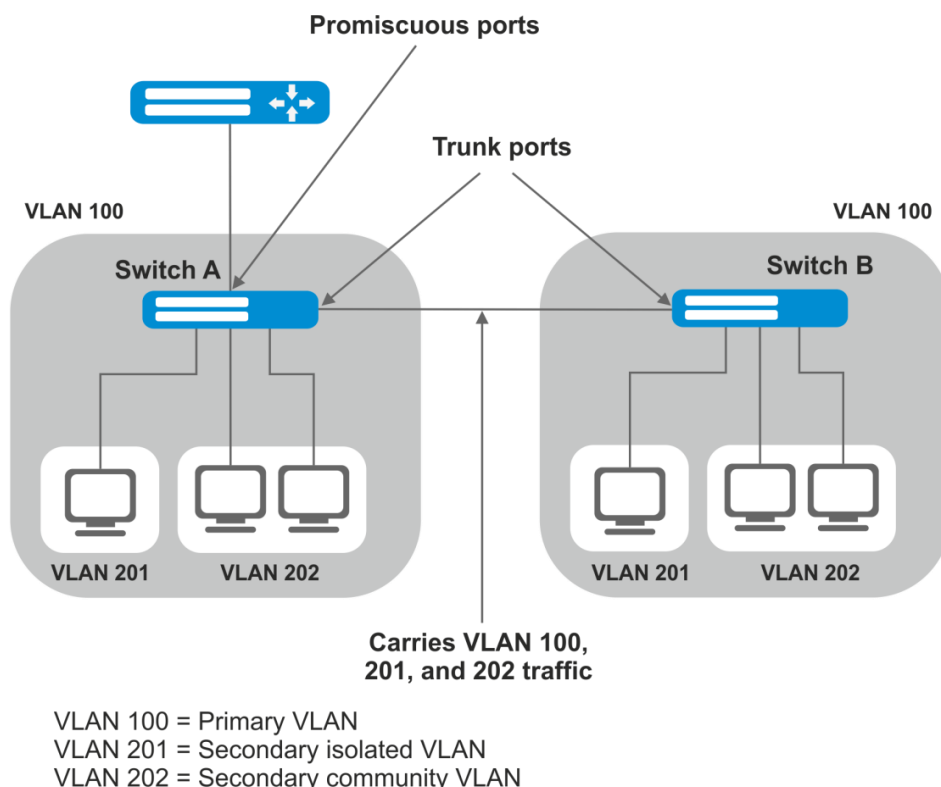 Promiscuous ports
Trunk ports
VLAN 100
VLAN 100
Switch A
Switch B
VLAN 201
VLAN 202
VLAN 201
VLAN 202
Carries VLAN 100,
201, and 202 traffic
VLAN 100 = Primary VLAN
VLAN 201 = Secondary isolated VLAN
VLAN 202 = Secondary community VLAN